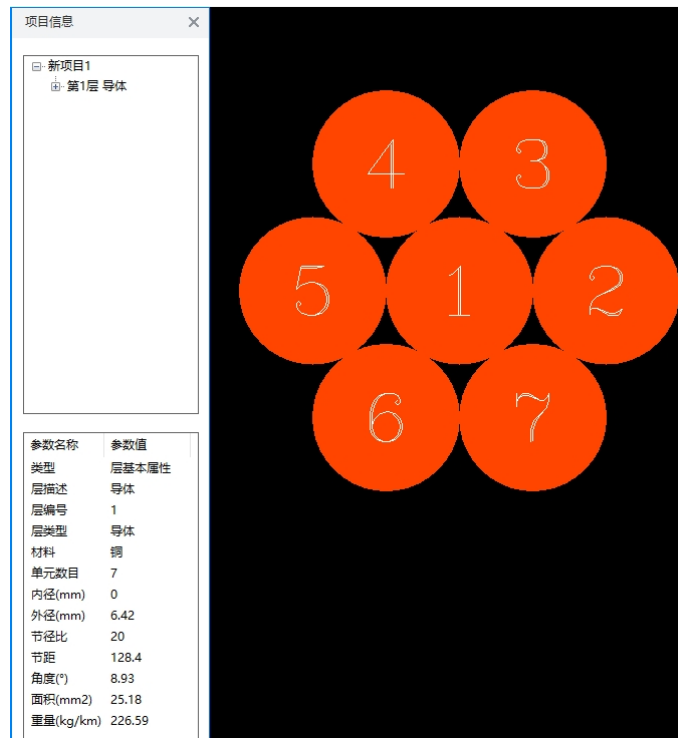 项目信息
新项目1
第1层 导体
4 3
5 1 2
6 7
参数名称 参数值
类型 层基本属性
层描述 导体
层编号 1
层类型 导体
材料 铜
单元数目 7
内径(mm) 0
外径(mm) 6.42
节径比 20
节距 128.4
角度(°) 8.93
面积(mm2) 25.18
重量(kg/km) 226.59